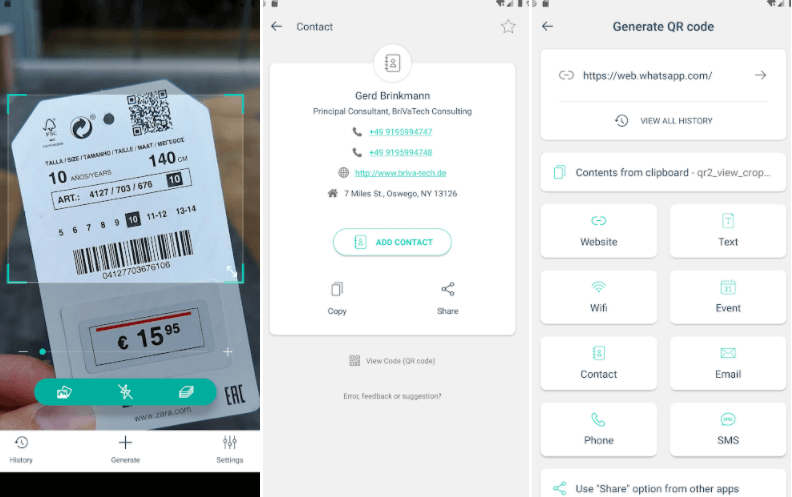 FSC
TALLA / SIZE / TAMANHO / TAILLE / MAAT / ΜΕΓΕΘΟΣ
10 AÑOS/YEARS 140 CM
ART.: 4127 / 703 / 676 10
5 6 7 8 9 10 11-12 13-14
04127703676106
€ 15 95
EAC
www.zara.com
History
Generate
Settings
Contact
Gerd Brinkmann
Principal Consultant, BriVaTech Consulting
+49 9195994747
+49 9195994748
http://www.briva-tech.de
7 Miles St., Oswego, NY 13126
ADD CONTACT
Copy
Share
View Code (QR code)
Error, feedback or suggestion?
Generate QR code
https://web.whatsapp.com/
VIEW ALL HISTORY
Contents from clipboard - qr2_view_crop...
Website
Text
Wifi
Event
Contact
Email
Phone
SMS
Use "Share" option from other apps